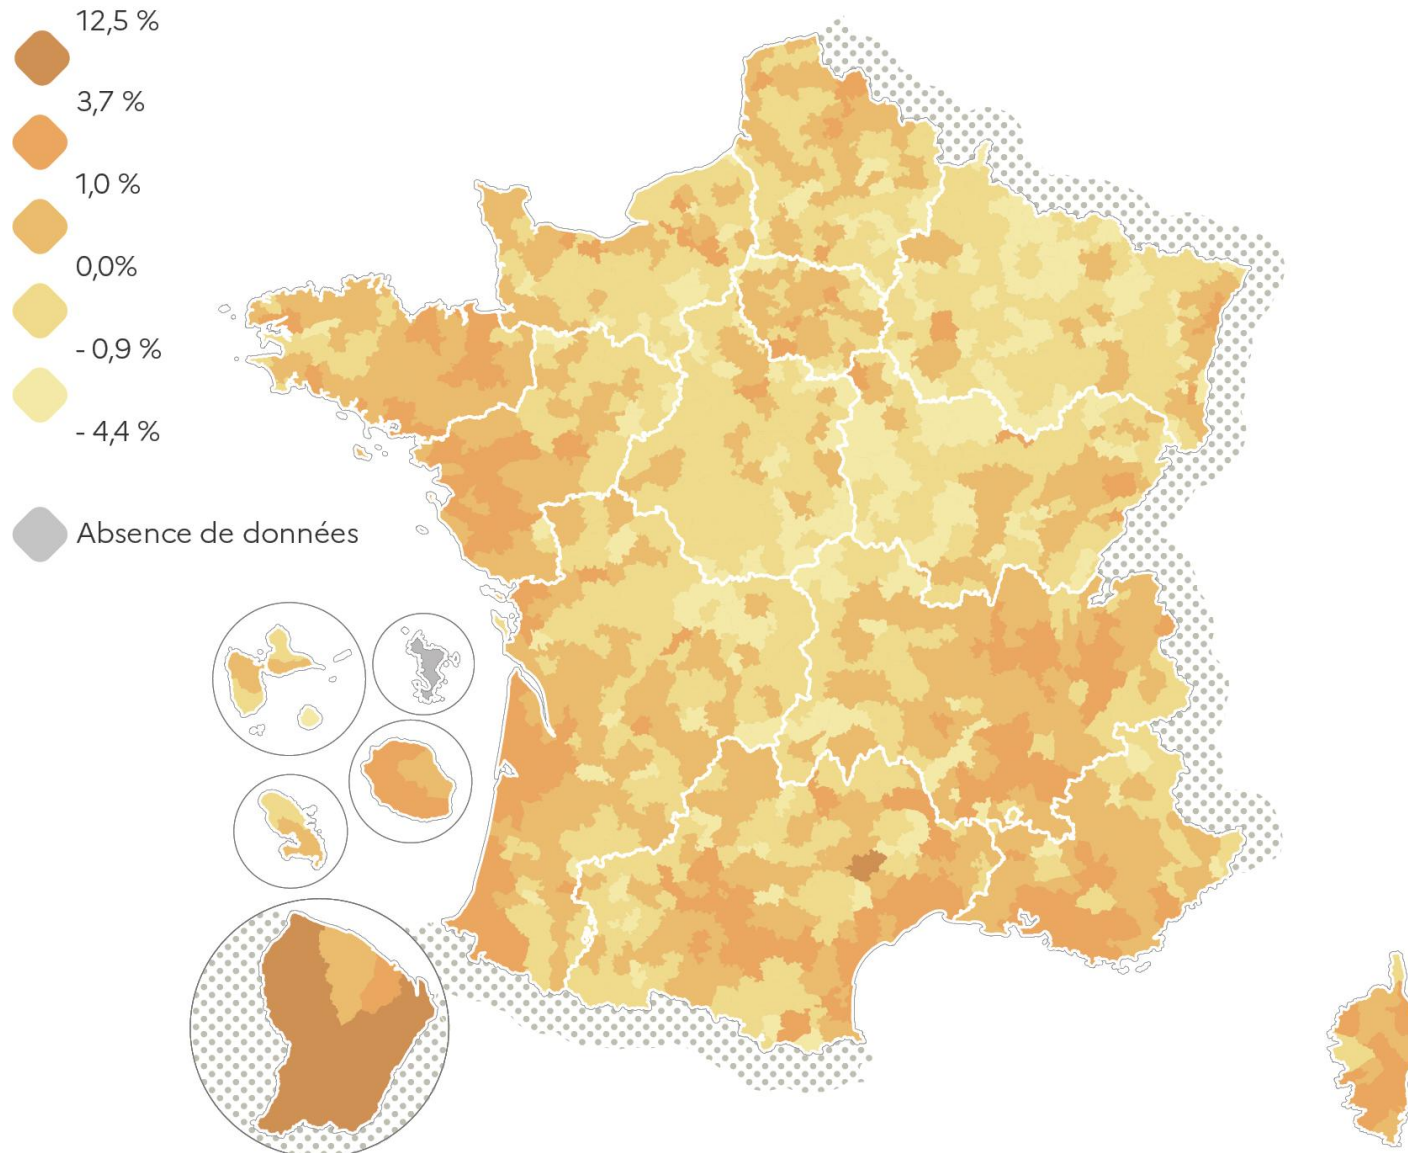 12,5 %
3,7 %
1,0 %
0,0%
- 0,9 %
- 4,4 %
Absence de données